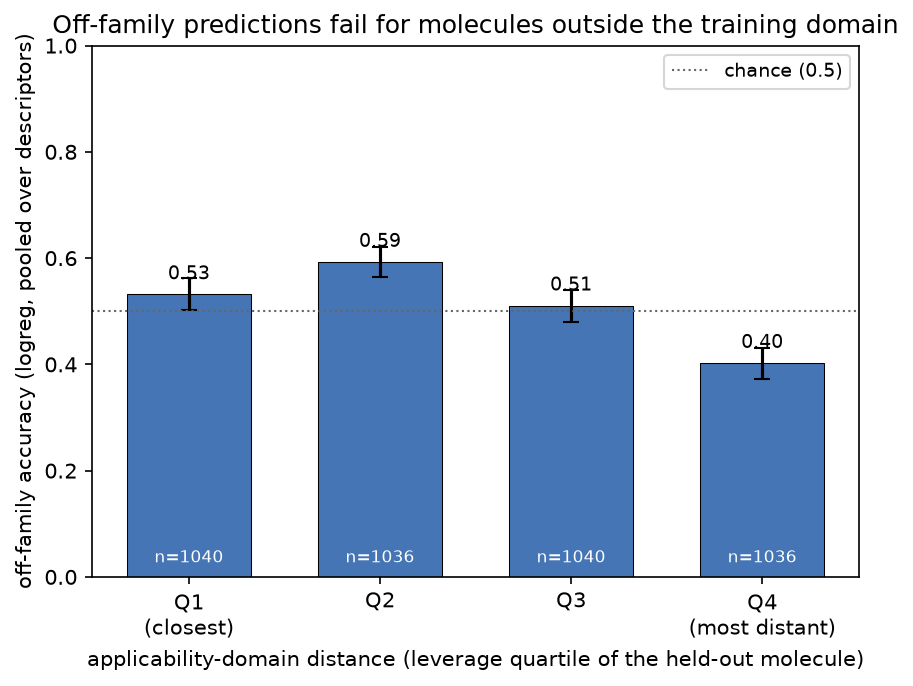 Off-family predictions fail for molecules outside the training domain
off-family accuracy (logreg, pooled over descriptors)
1.0
0.8
0.6
0.4
0.2
0.0
chance (0.5)
0.53
0.59
0.51
0.40
n=1040
n=1036
n=1040
n=1036
Q1
(closest)
Q2
Q3
Q4
(most distant)
applicability-domain distance (leverage quartile of the held-out molecule)